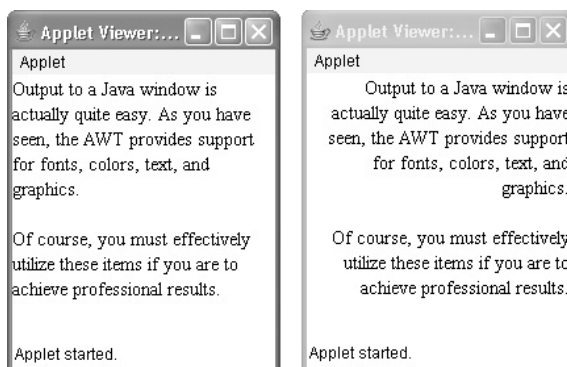 Applet Viewer:...
Applet
Output to a Java window is
actually quite easy. As you have
seen, the AWT provides support
for fonts, colors, text, and
graphics.
Of course, you must effectively
utilize these items if you are to
achieve professional results.
Applet started.
Applet Viewer:...
Applet
Output to a Java window is
actually quite easy. As you have
seen, the AWT provides support
for fonts, colors, text, and
graphics.
Of course, you must effectively
utilize these items if you are to
achieve professional results.
Applet started.